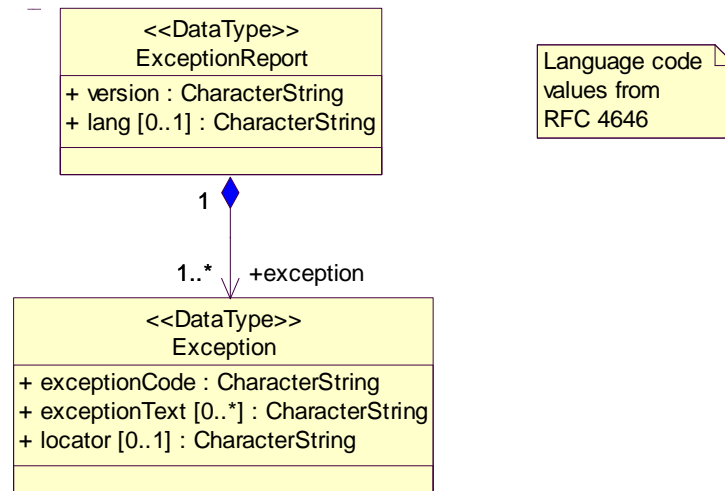 <<DataType>>
ExceptionReport
+ version : CharacterString
+ lang [0..1] : CharacterString
Language code
values from
RFC 4646
1
1..* +exception
<<DataType>>
Exception
+ exceptionCode : CharacterString
+ exceptionText [0..*] : CharacterString
+ locator [0..1] : CharacterString